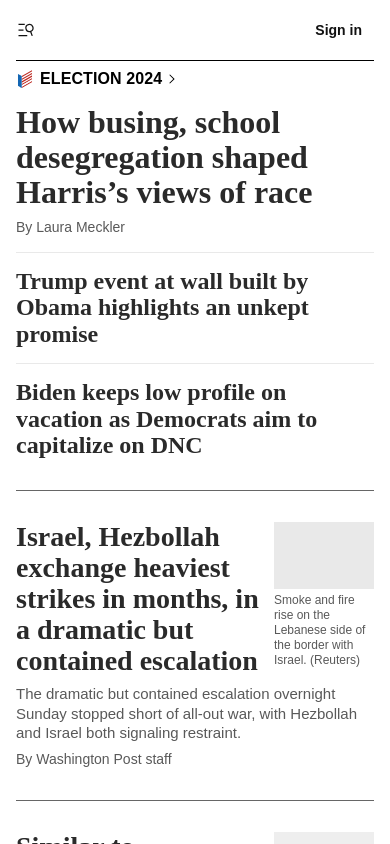 Sign in
ELECTION 2024
How busing, school
desegregation shaped
Harris’s views of race
By Laura Meckler
Trump event at wall built by
Obama highlights an unkept
promise
Biden keeps low profile on
vacation as Democrats aim to
capitalize on DNC
Israel, Hezbollah
exchange heaviest
strikes in months, in
a dramatic but
contained escalation
Smoke and fire
rise on the
Lebanese side of
the border with
Israel. (Reuters)
The dramatic but contained escalation overnight
Sunday stopped short of all-out war, with Hezbollah
and Israel both signaling restraint.
By Washington Post staff
Similar to